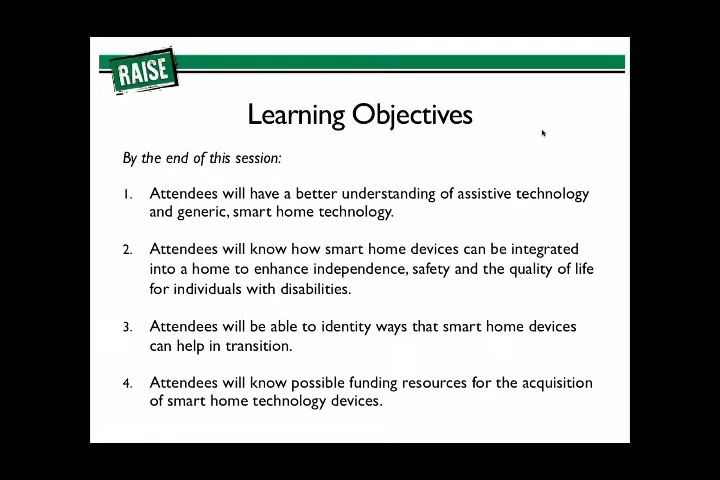 RAISE
Learning Objectives
By the end of this session:
1. Attendees will have a better understanding of assistive technology
and generic, smart home technology.
2. Attendees will know how smart home devices can be integrated
into a home to enhance independence, safety and the quality of life
for individuals with disabilities.
3. Attendees will be able to identity ways that smart home devices
can help in transition.
4. Attendees will know possible funding resources for the acquisition
of smart home technology devices.